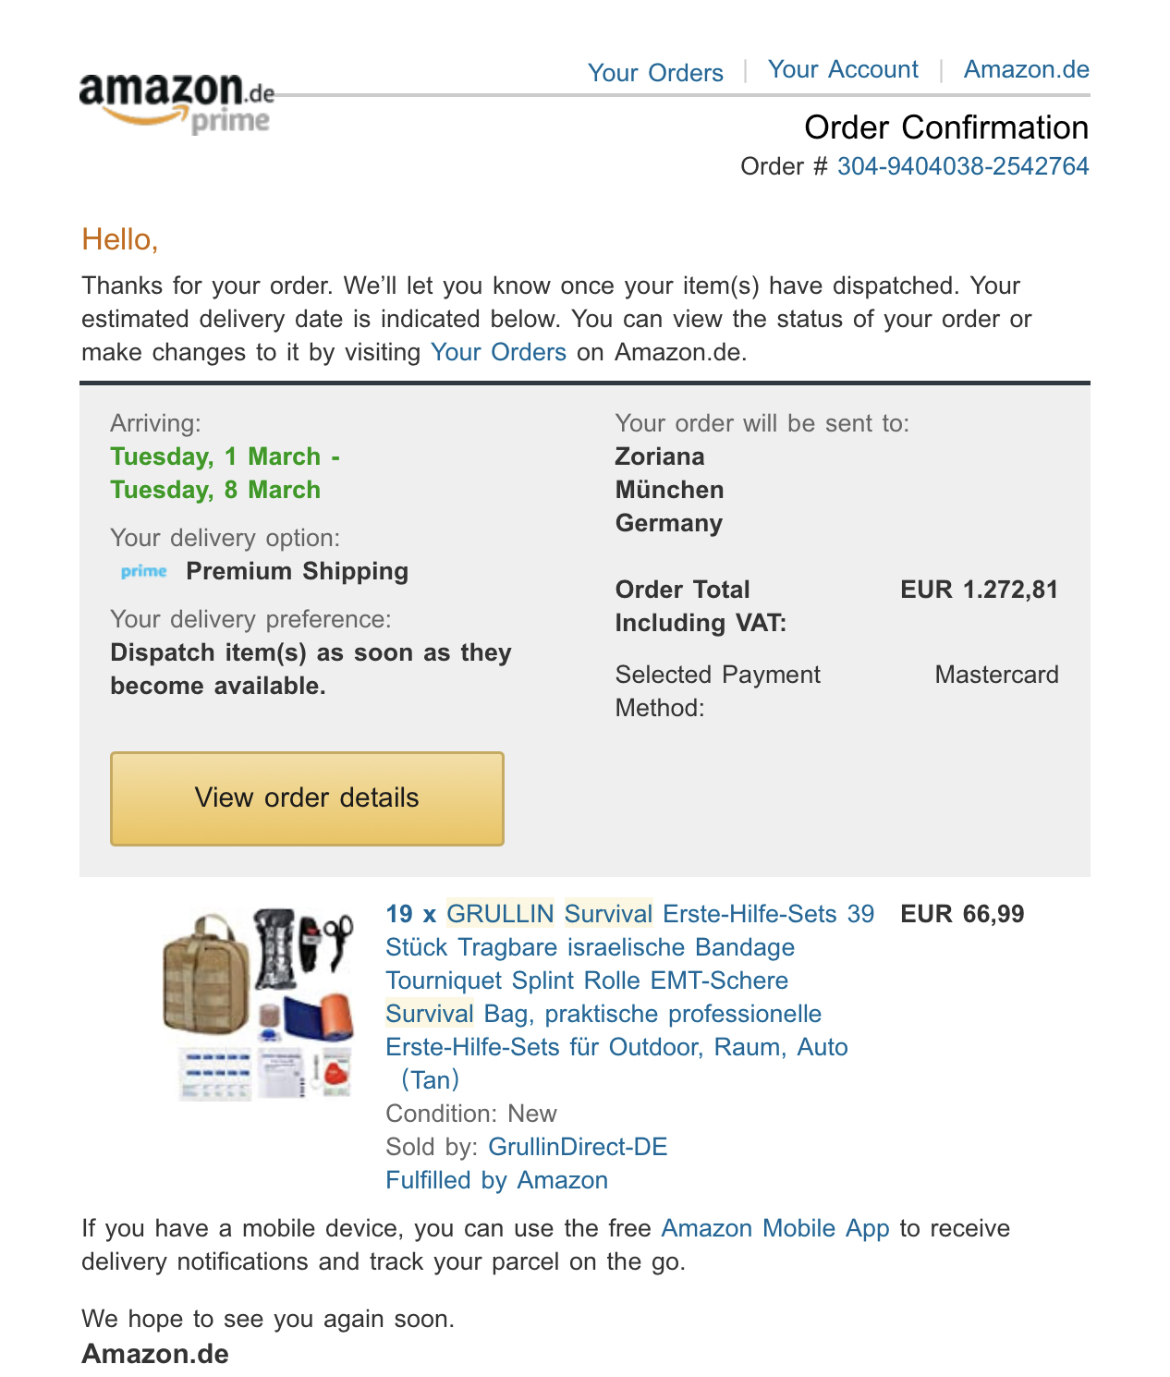 Your Orders | Your Account | Amazon.de
amazon.de
prime
Order Confirmation
Order # 304-9404038-2542764
Hello,
Thanks for your order. We’ll let you know once your item(s) have dispatched. Your
estimated delivery date is indicated below. You can view the status of your order or
make changes to it by visiting Your Orders on Amazon.de.
Arriving:
Tuesday, 1 March -
Tuesday, 8 March
Your delivery option:
prime Premium Shipping
Your delivery preference:
Dispatch item(s) as soon as they
become available.
View order details
Your order will be sent to:
Zoriana
München
Germany
Order Total EUR 1.272,81
Including VAT:
Selected Payment Mastercard
Method:
19 x GRULLIN Survival Erste-Hilfe-Sets 39 EUR 66,99
Stück Tragbare israelische Bandage
Tourniquet Splint Rolle EMT-Schere
Survival Bag, praktische professionelle
Erste-Hilfe-Sets für Outdoor, Raum, Auto
（Tan）
Condition: New
Sold by: GrullinDirect-DE
Fulfilled by Amazon
If you have a mobile device, you can use the free Amazon Mobile App to receive
delivery notifications and track your parcel on the go.
We hope to see you again soon.
Amazon.de